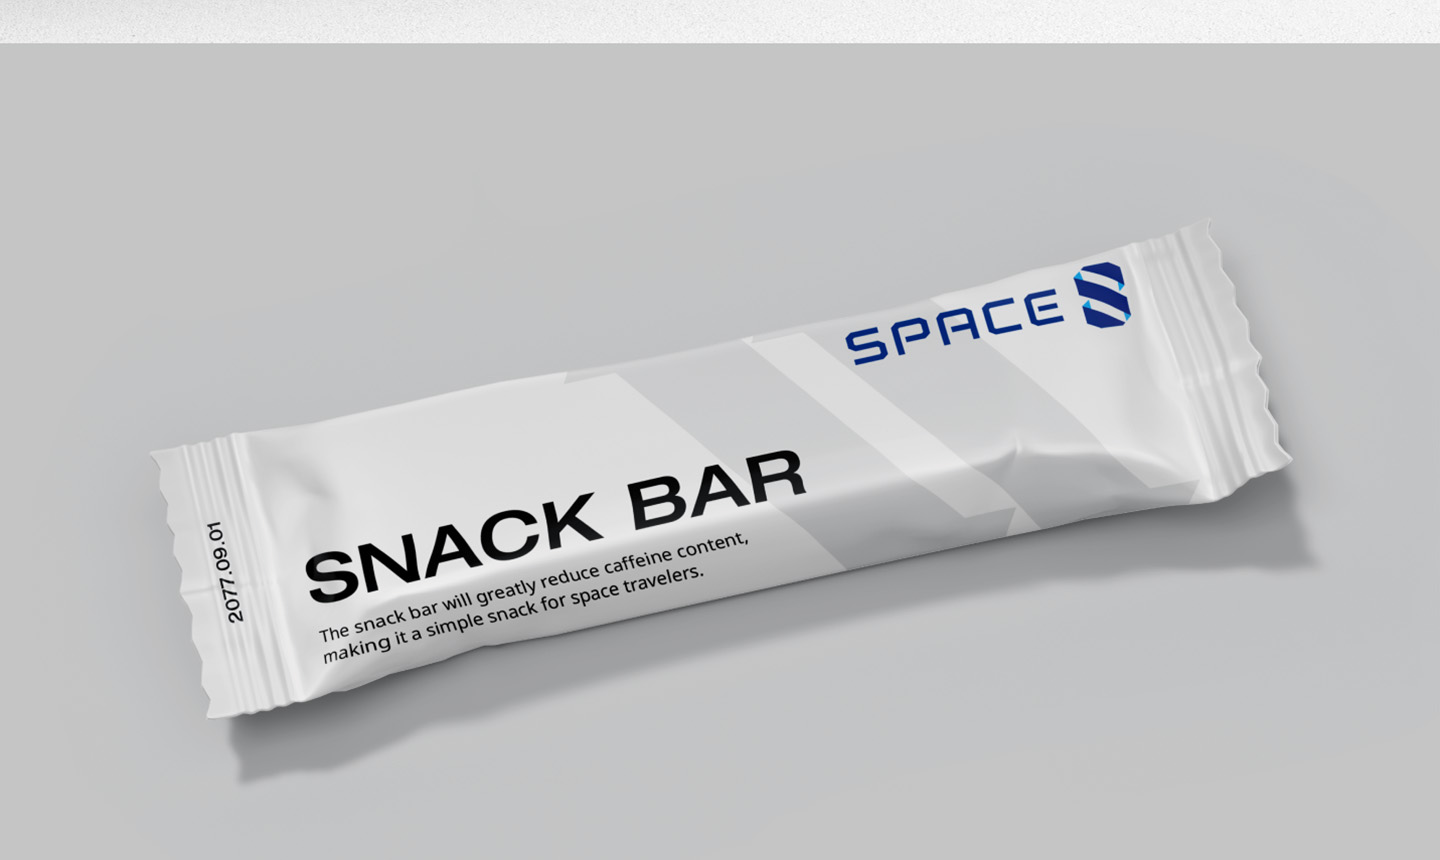 SPACE
SNACK BAR
The snack bar will greatly reduce caffeine content,
making it a simple snack for space travelers.
2077.09.01